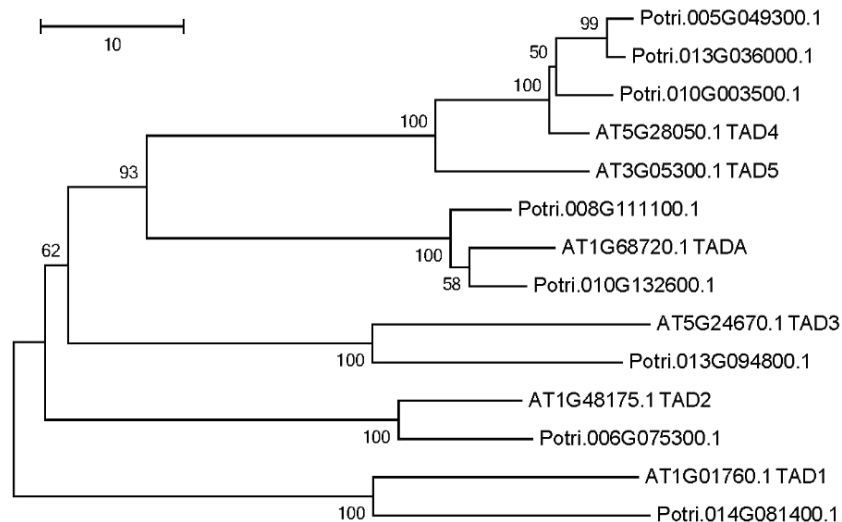 10
99
Potri.005G049300.1
Potri.013G036000.1
50
Potri.010G003500.1
100
AT5G28050.1 TAD4
100
AT3G05300.1 TAD5
93
Potri.008G111100.1
100
AT1G68720.1 TADA
58
Potri.010G132600.1
62
AT5G24670.1 TAD3
100
Potri.013G094800.1
AT1G48175.1 TAD2
100
Potri.006G075300.1
AT1G01760.1 TAD1
100
Potri.014G081400.1